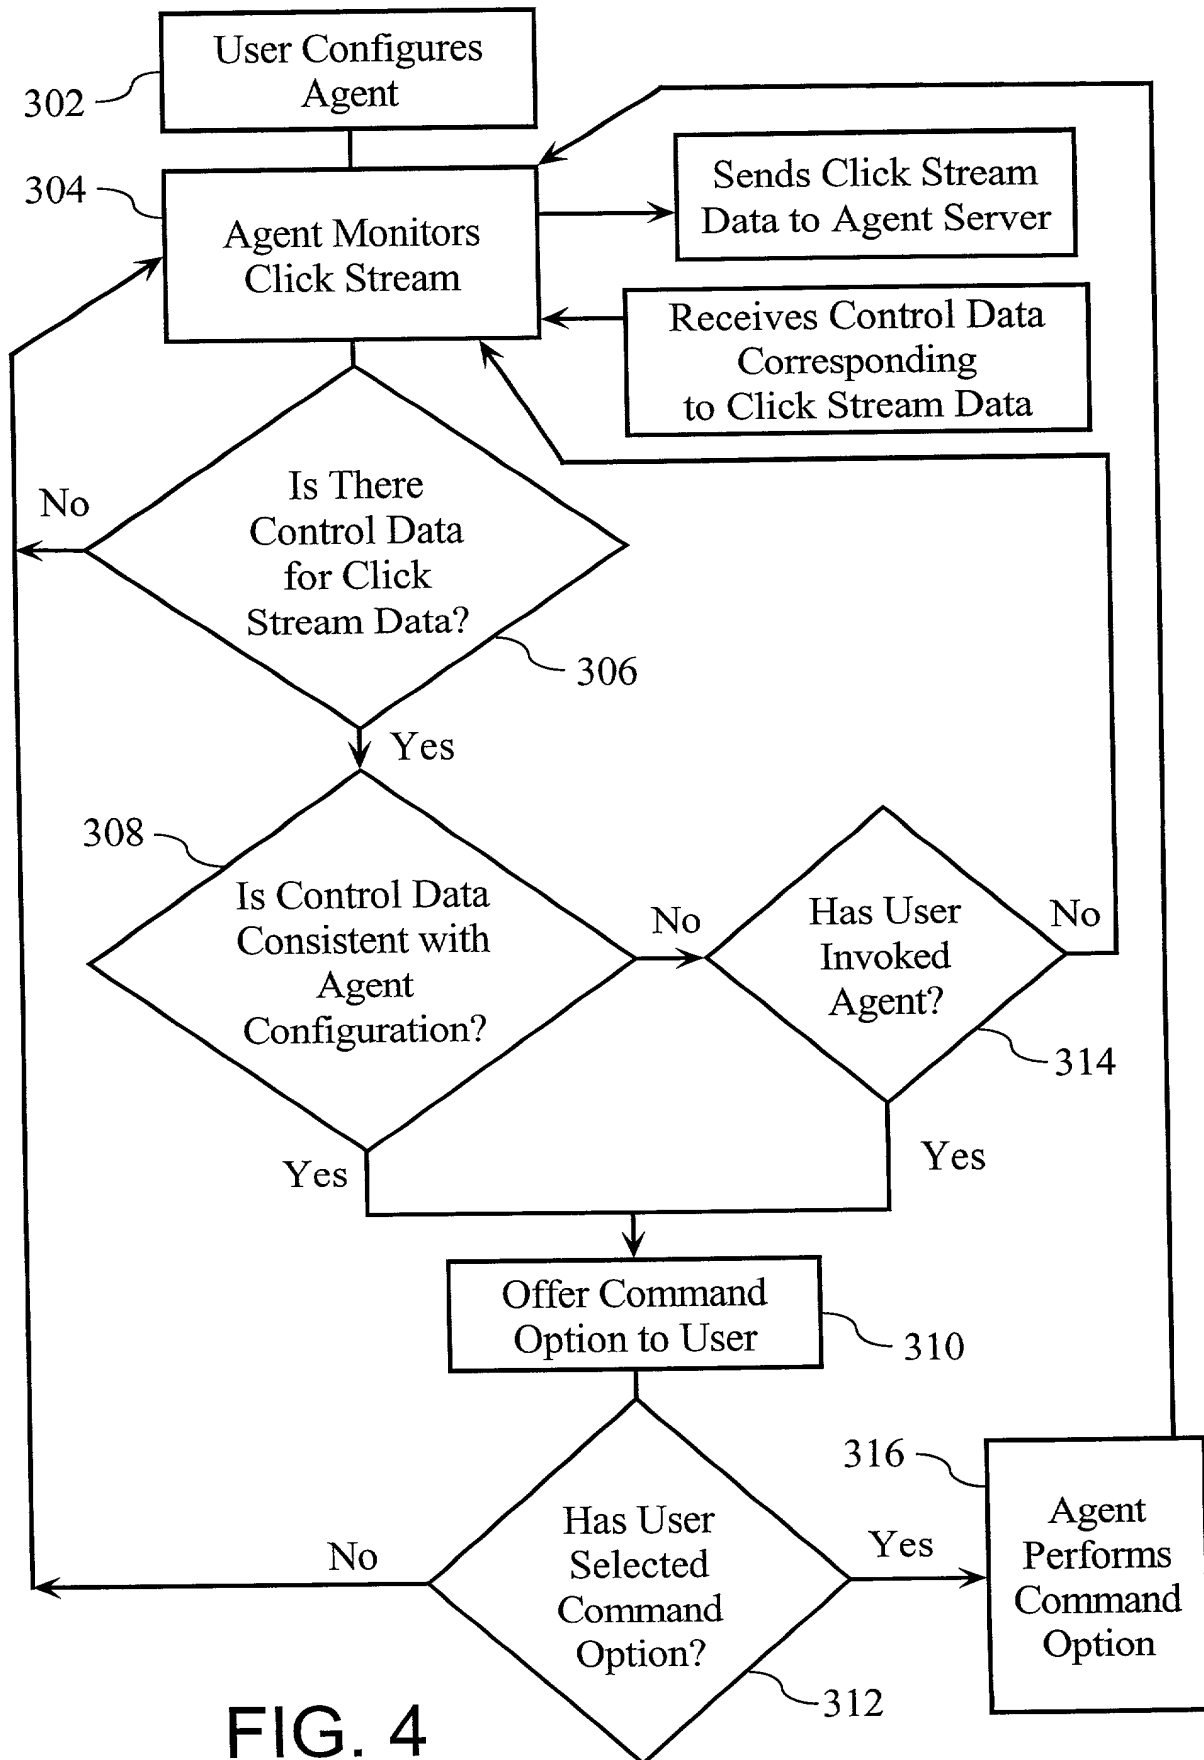 User Configures
Agent
302
304
Agent Monitors
Click Stream
Sends Click Stream
Data to Agent Server
Receives Control Data
Corresponding
to Click Stream Data
No
Is There
Control Data
for Click
Stream Data?
306
Yes
308
Is Control Data
Consistent with
Agent
Configuration?
No
Has User
Invoked
Agent?
No
314
Yes
Yes
Offer Command
Option to User
310
316
No
Has User
Selected
Command
Option?
Yes
Agent
Performs
Command
Option
312
FIG. 4